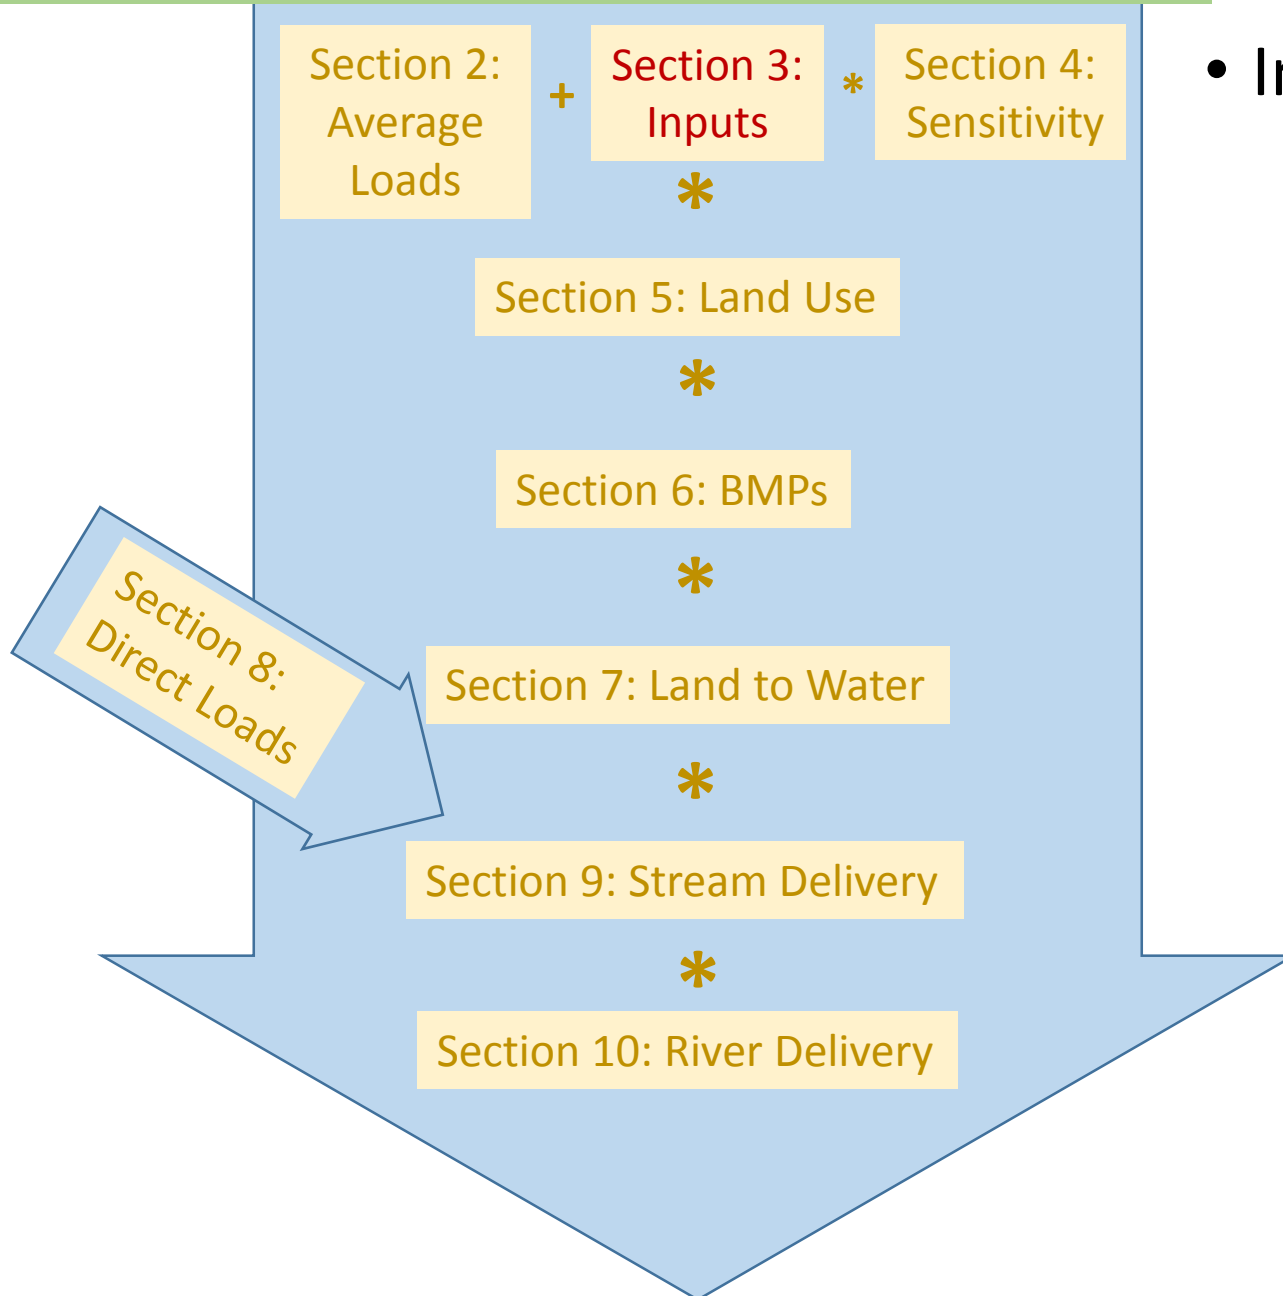 Section 2:
Average
Loads
+
Section 3:
Inputs
*
Section 4:
Sensitivity
*
Section 5: Land Use
*
Section 6: BMPs
*
Section 8:
Direct Loads
Section 7: Land to Water
*
Section 9: Stream Delivery
*
Section 10: River Delivery